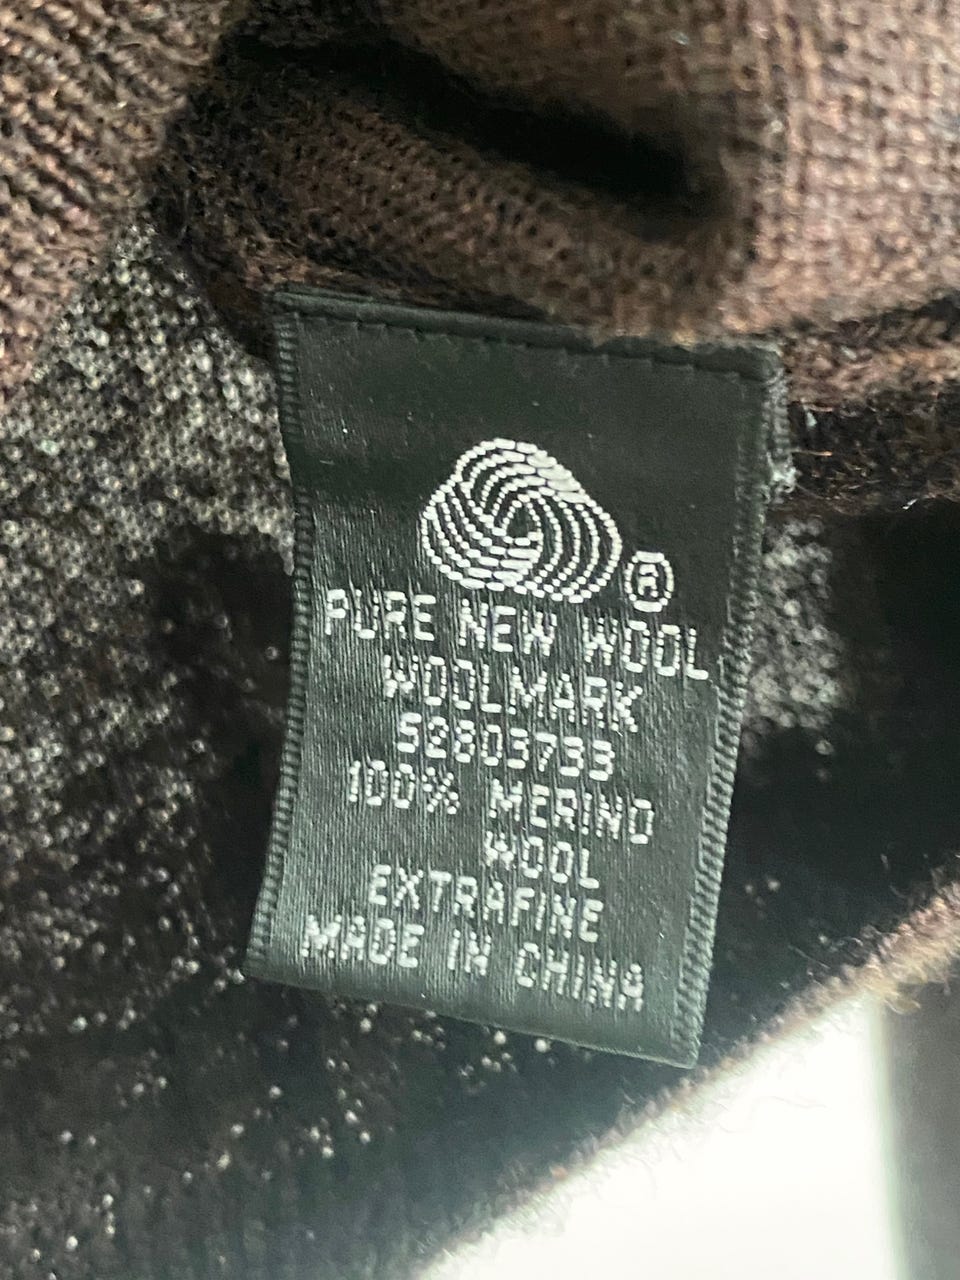 ®
PURE NEW WOOL
WOOLMARK
52803733
100% MERINO
WOOL
EXTRAFINE
MADE IN CHINA